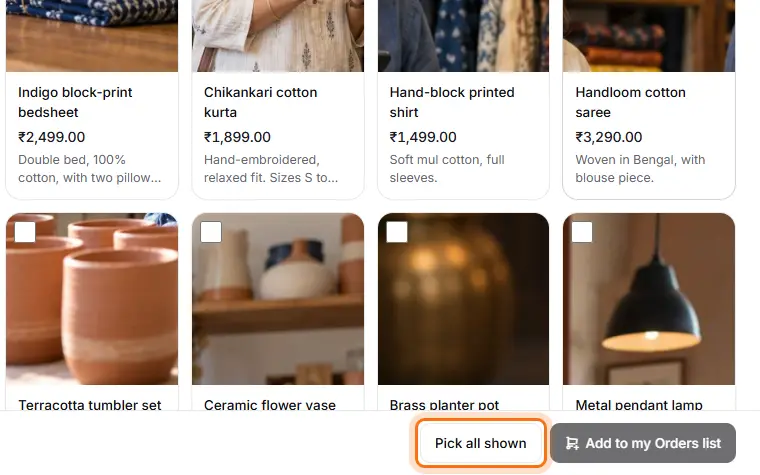 Indigo block-print
bedsheet
₹2,499.00
Double bed, 100%
cotton, with two pillow...
Chikankari cotton
kurta
₹1,899.00
Hand-embroidered,
relaxed fit. Sizes S to...
Hand-block printed
shirt
₹1,499.00
Soft mul cotton, full
sleeves.
Handloom cotton
saree
₹3,290.00
Woven in Bengal, with
blouse piece.
Terracotta tumbler set
Ceramic flower vase
Brass planter pot
Metal pendant lamp
Pick all shown
Add to my Orders list